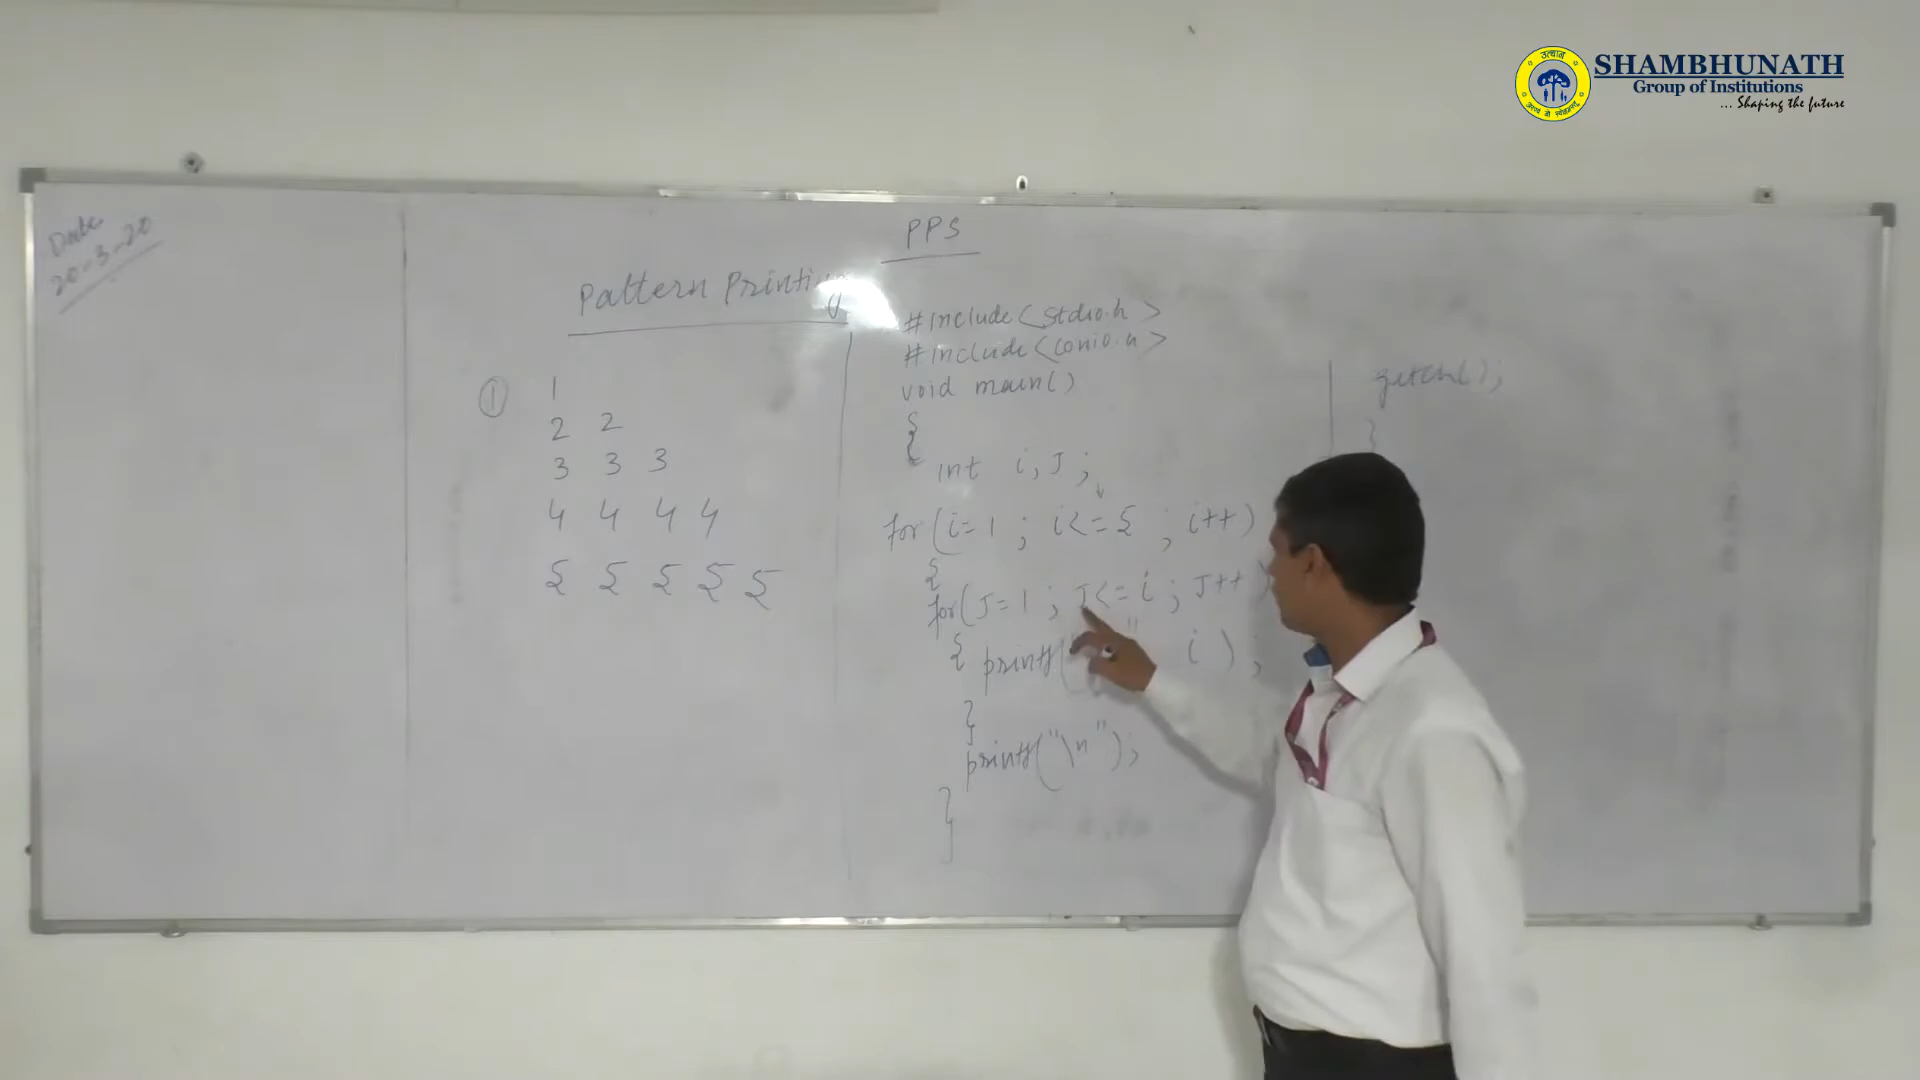 उत्थान
SHAMBHUNATH
Group of Institutions
... Shaping the future
Date
20-3-20
PPS
Pattern Printing
① 1
2 2
3 3 3
4 4 4 4
5 5 5 5 5
#include<stdio.h>
#include<conio.h>
void main()
{
int i, J;
for(i=1 ; i<=5 ; i++)
{
for(J=1 ; J<=i ; J++)
{ printf( " i ) ;
}
printf("\n");
}
getch();
}